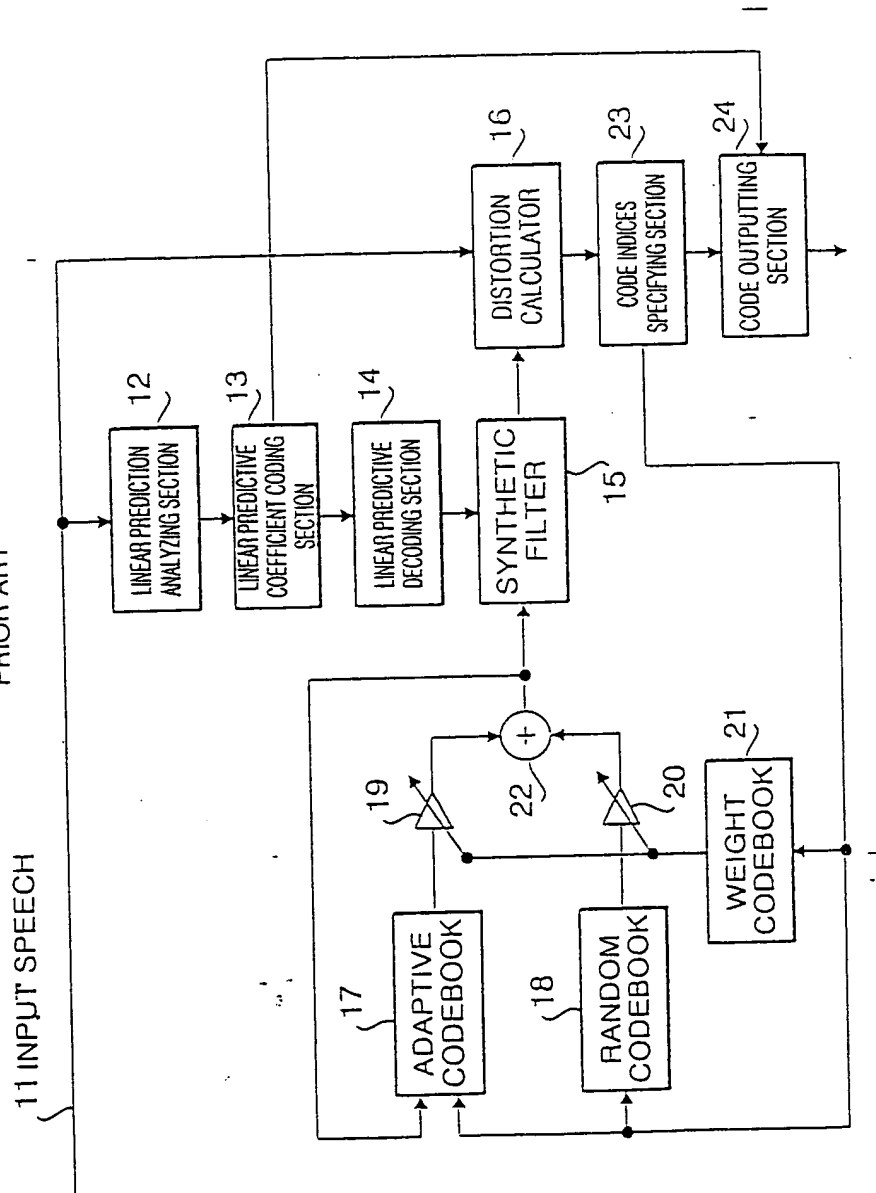 PRIOR ART
11 INPUT SPEECH
12
LINEAR PREDICTION
ANALYZING SECTION
13
LINEAR PREDICTIVE
COEFFICIENT CODING
SECTION
14
LINEAR PREDICTIVE
DECODING SECTION
SYNTHETIC
FILTER
15
16
DISTORTION
CALCULATOR
23
CODE INDICES
SPECIFYING SECTION
24
CODE OUTPUTTING
SECTION
17
ADAPTIVE
CODEBOOK
19
+
22
18
RANDOM
CODEBOOK
20
21
WEIGHT
CODEBOOK